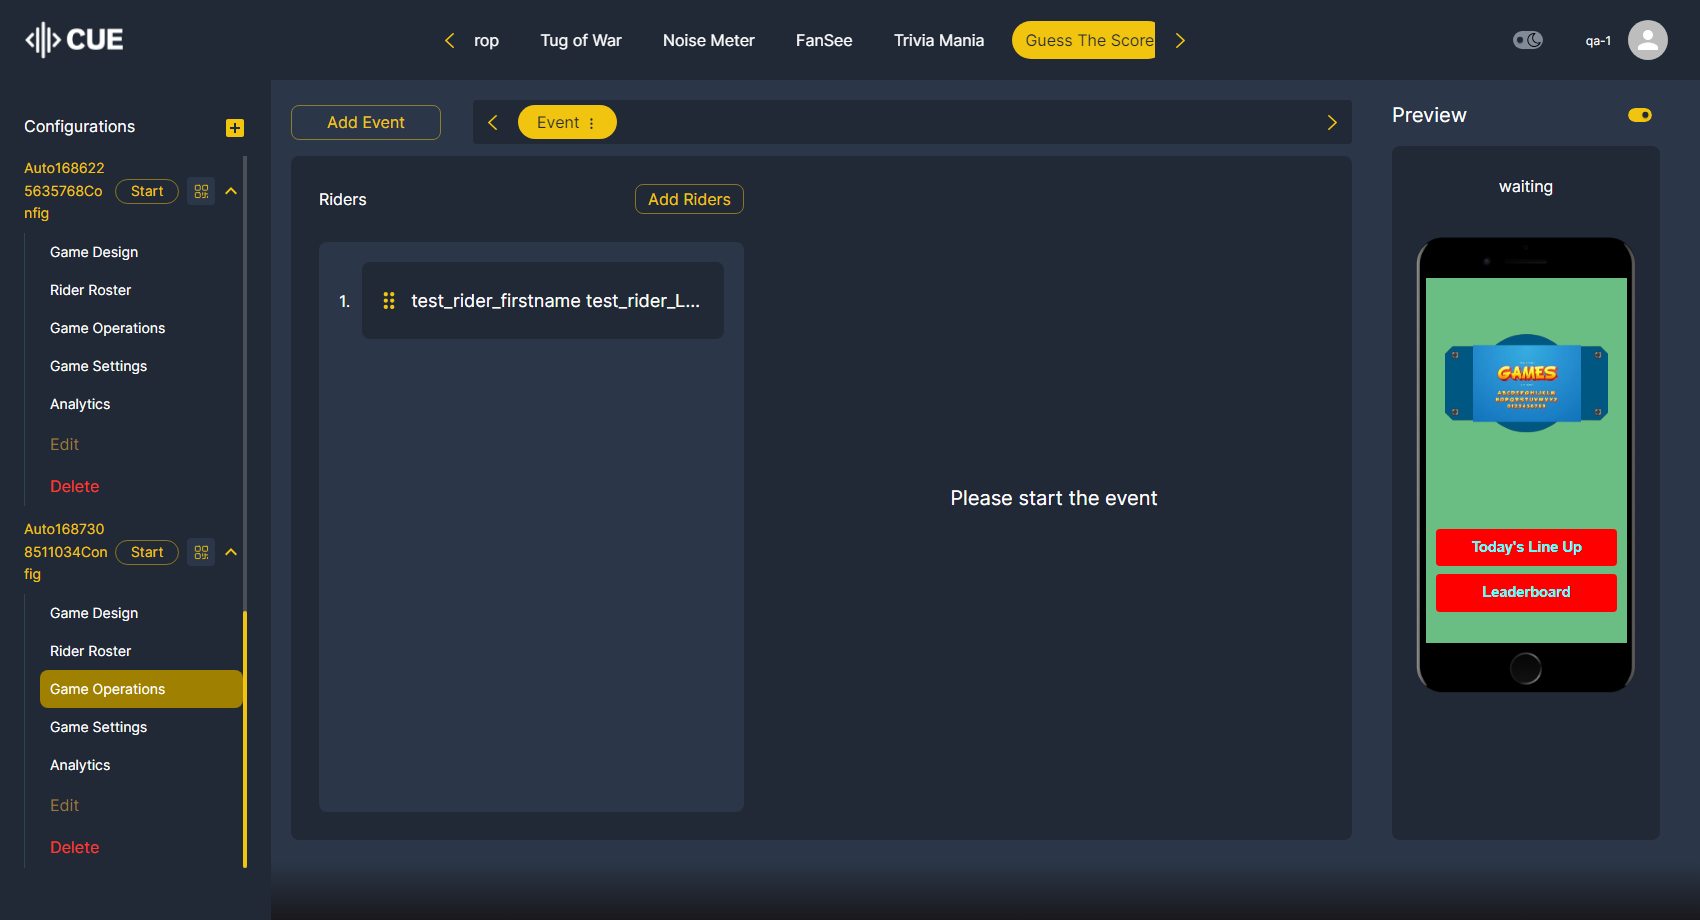 CUE
rop
Tug of War
Noise Meter
FanSee
Trivia Mania
Guess The Score
qa-1
Configurations
Auto168622
5635768Co
nfig
Start
Game Design
Rider Roster
Game Operations
Game Settings
Analytics
Edit
Delete
Auto168730
8511034Con
fig
Start
Game Design
Rider Roster
Game Operations
Game Settings
Analytics
Edit
Delete
Add Event
Event
Riders
Add Riders
1.
test_rider_firstname test_rider_L...
Please start the event
Preview
waiting
GAMES
Today's Line Up
Leaderboard